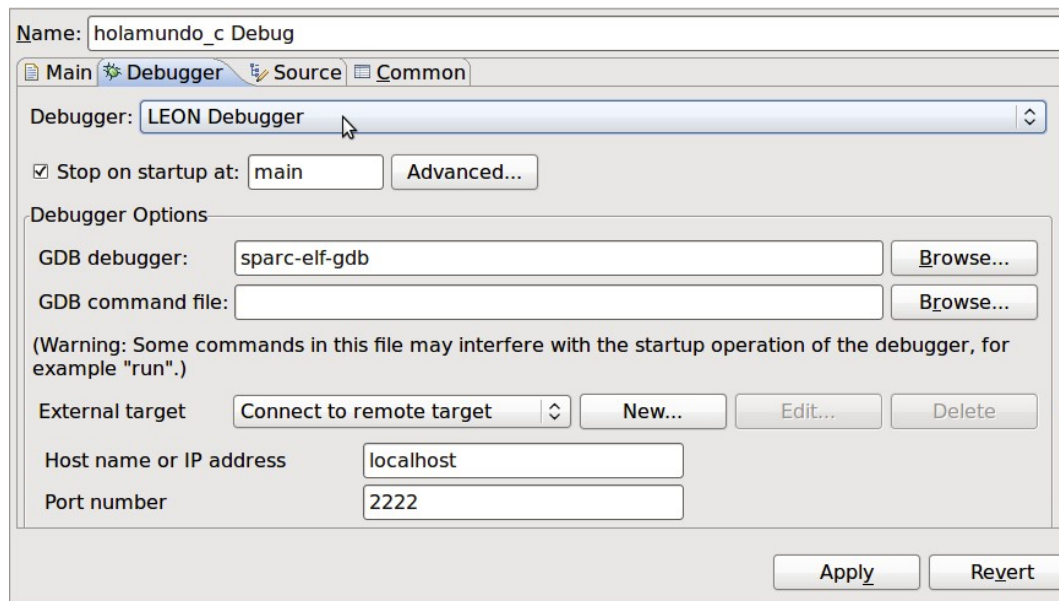 Name: holamundo_c Debug
Main Debugger Source Common
Debugger: LEON Debugger
Stop on startup at: main Advanced...
Debugger Options
GDB debugger: sparc-elf-gdb Browse...
GDB command file: Browse...
(Warning: Some commands in this file may interfere with the startup operation of the debugger, for
example "run".)
External target Connect to remote target New... Edit... Delete
Host name or IP address localhost
Port number 2222
Apply Revert